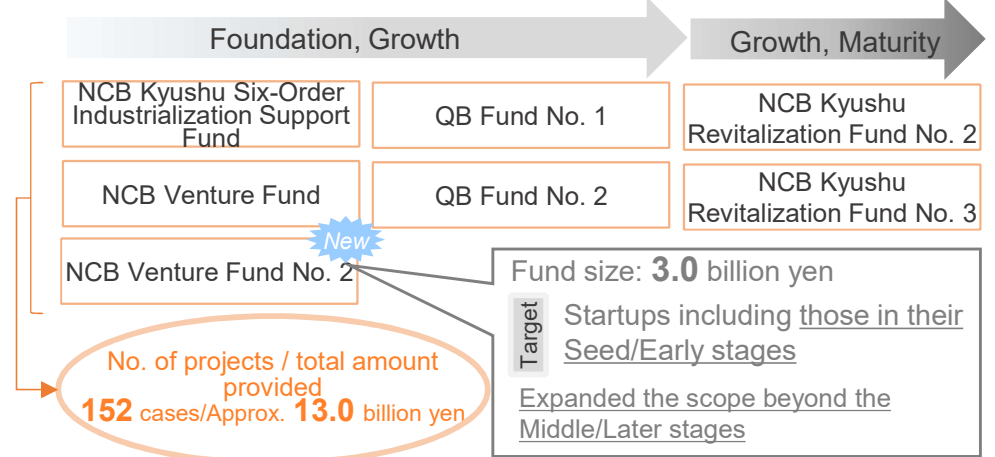 Foundation, Growth
Growth, Maturity
NCB Kyushu Six-Order
Industrialization Support
Fund
QB Fund No. 1
NCB Kyushu
Revitalization Fund No. 2
NCB Venture Fund
QB Fund No. 2
NCB Kyushu
Revitalization Fund No. 3
New
NCB Venture Fund No. 2
Fund size: 3.0 billion yen
Target
Startups including those in their
Seed/Early stages
Expanded the scope beyond the
Middle/Later stages
No. of projects / total amount
provided
152 cases/Approx. 13.0 billion yen